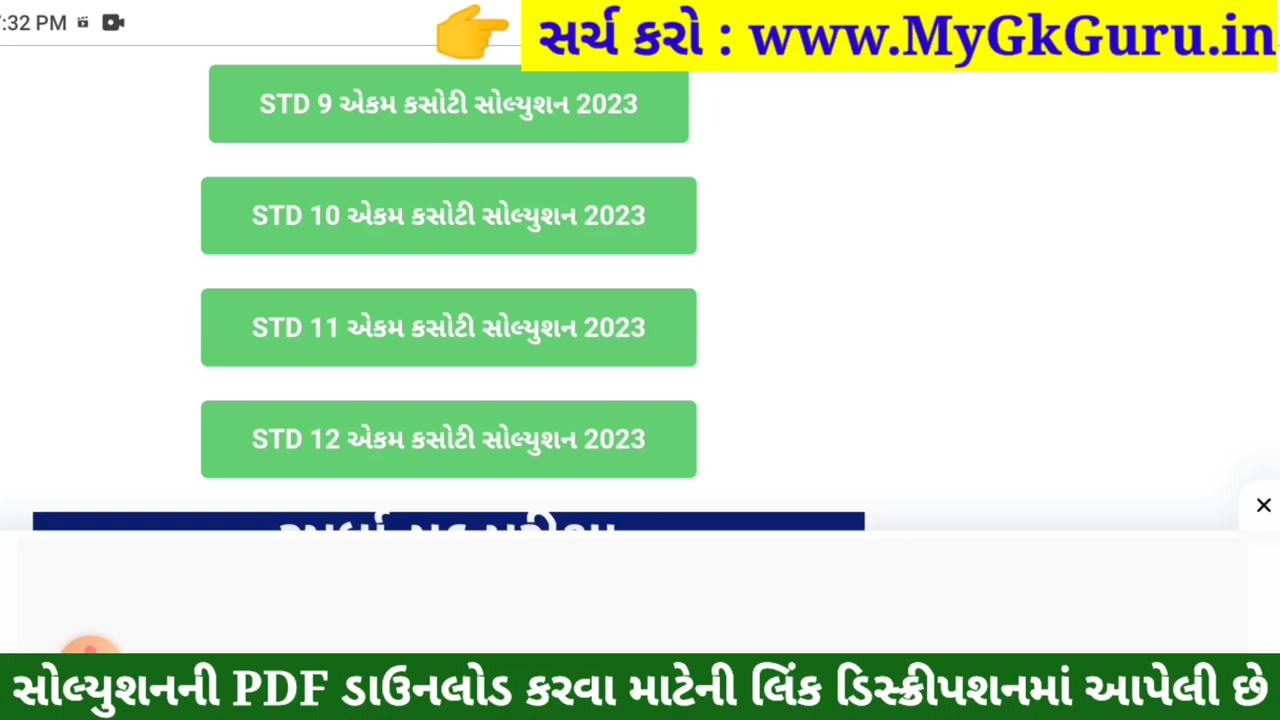 :32 PM
સર્ચ કરો : www.MyGkGuru.in
STD 9 એકમ કસોટી સોલ્યુશન 2023
STD 10 એકમ કસોટી સોલ્યુશન 2023
STD 11 એકમ કસોટી સોલ્યુશન 2023
STD 12 એકમ કસોટી સોલ્યુશન 2023
સોલ્યુશનની PDF ડાઉનલોડ કરવા માટેની લિંક ડિસ્ક્રીપશનમાં આપેલી છે